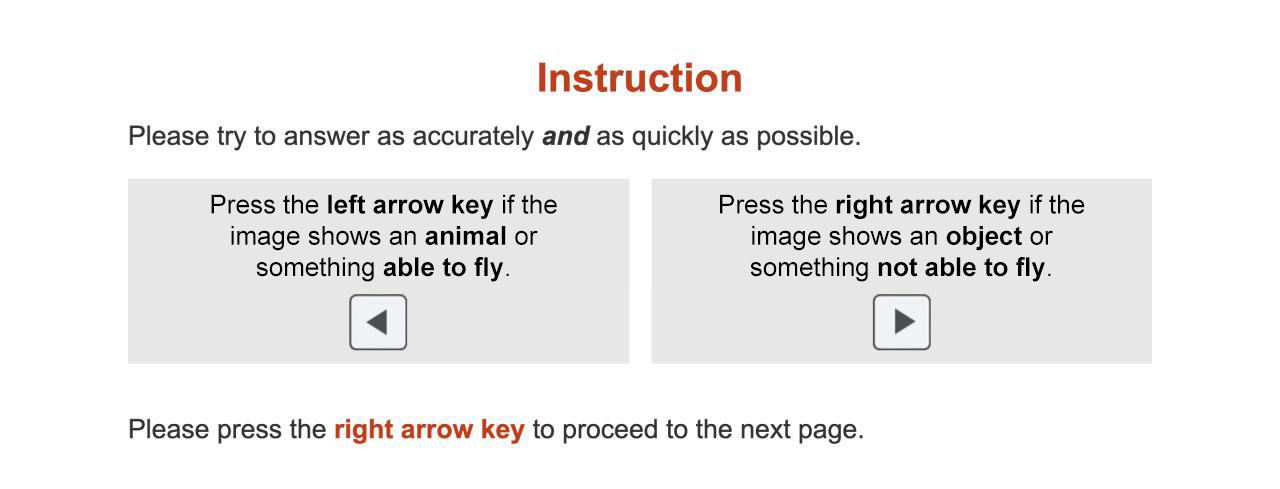 Instruction
Please try to answer as accurately and as quickly as possible.
Press the left arrow key if the
image shows an animal or
something able to fly.
Press the right arrow key if the
image shows an object or
something not able to fly.
Please press the right arrow key to proceed to the next page.